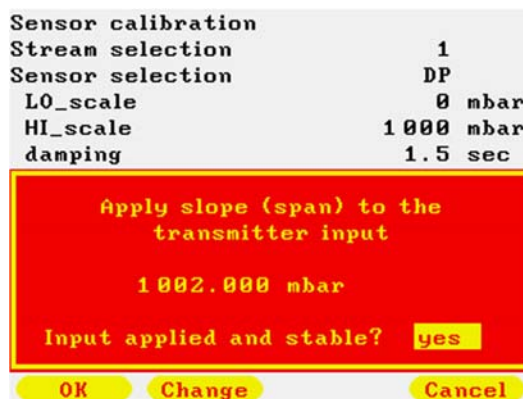 Sensor calibration
Stream selection 1
Sensor selection DP
LO_scale 0 mbar
HI_scale 1000 mbar
damping 1.5 sec
Apply slope (span) to the
transmitter input
1002.000 mbar
Input applied and stable? yes
OK Change Cancel